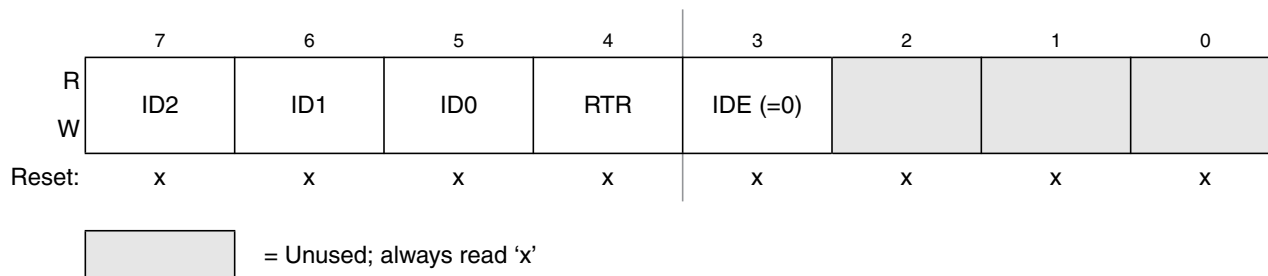 7 6 5 4 3 2 1 0
R
ID2 ID1 ID0 RTR IDE (=0)
W
Reset: x x x x x x x x
= Unused; always read ‘x’